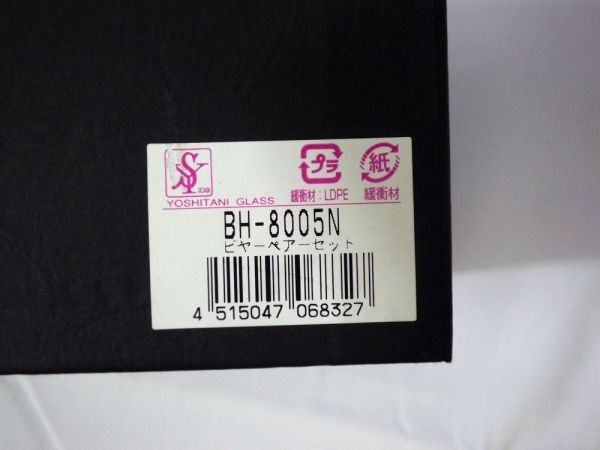 プラ
紙
YOSHITANI GLASS
緩衝材:LDPE
緩衝材
BH-8005N
ビヤーペアーセット
4 515047 068327